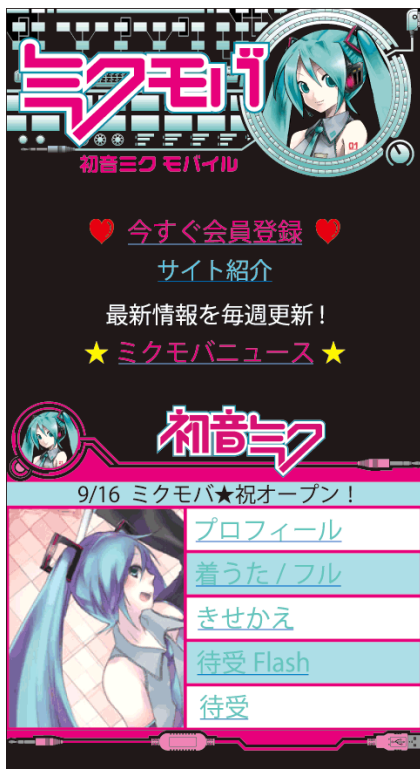 ミクモバ
01
初音ミク モバイル
今すぐ会員登録
サイト紹介
最新情報を毎週更新！
★ ミクモバニュース ★
初音ミク
9/16 ミクモバ★祝オープン！
プロフィール
着うた / フル
きせかえ
待受 Flash
待受